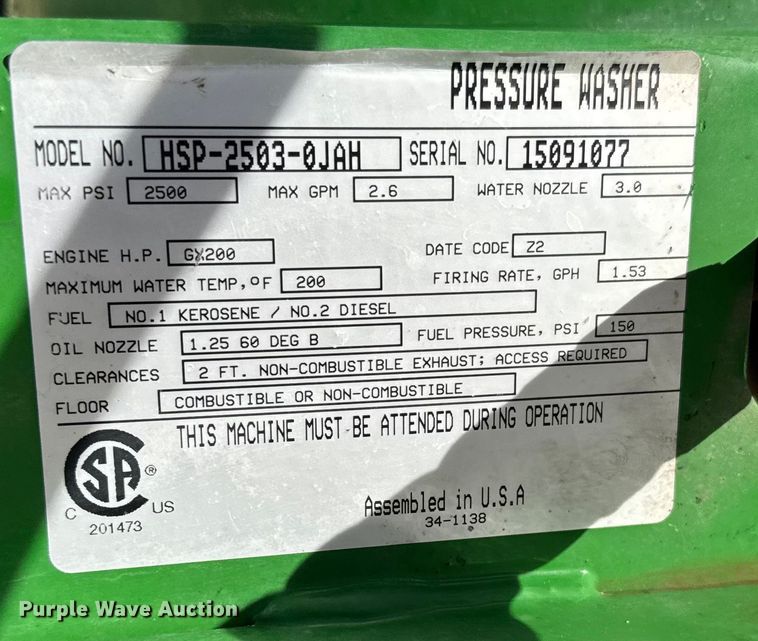 PRESSURE WASHER
MODEL NO. HSP-2503-0JAH SERIAL NO. 15091077
MAX PSI 2500 MAX GPM 2.6 WATER NOZZLE 3.0
ENGINE H.P. GX200 DATE CODE Z2
MAXIMUM WATER TEMP,°F 200 FIRING RATE, GPH 1.53
FUEL NO.1 KEROSENE / NO.2 DIESEL
OIL NOZZLE 1.25 60 DEG B FUEL PRESSURE, PSI 150
CLEARANCES 2 FT. NON-COMBUSTIBLE EXHAUST; ACCESS REQUIRED
FLOOR COMBUSTIBLE OR NON-COMBUSTIBLE
THIS MACHINE MUST BE ATTENDED DURING OPERATION
CSA ®
C US
201473
Assembled in U.S.A
34-1138
Purple Wave Auction